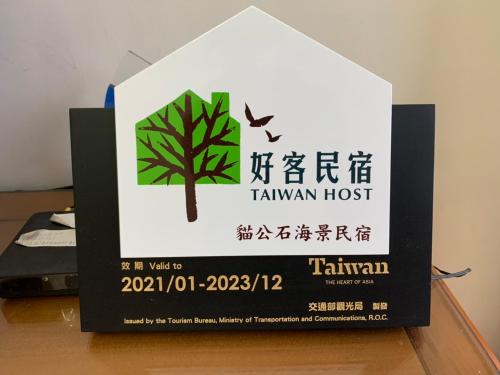 好客民宿
TAIWAN HOST
貓公石海景民宿
效期 Valid to
2021/01-2023/12
Taiwan
THE HEART OF ASIA
交通部觀光局 製發
Issued by the Tourism Bureau, Ministry of Transportation and Communications, R.O.C.